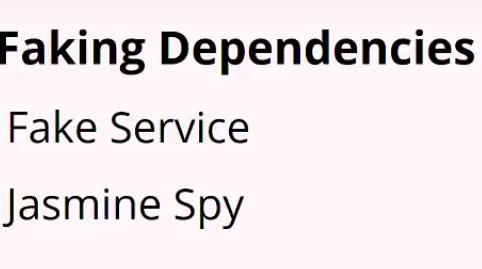 Faking Dependencies
Fake Service
Jasmine Spy